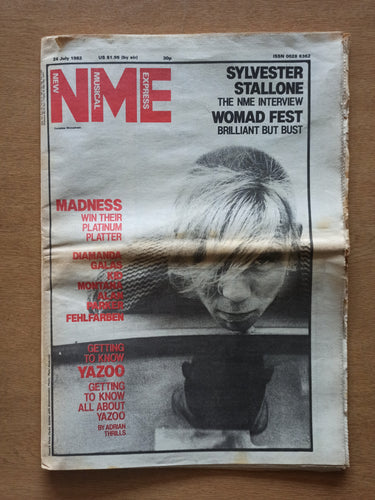 24 July 1982 US $1.95 (by air) 30p ISSN 0028 6362
NEW
MUSICAL
EXPRESS
NME
SYLVESTER
STALLONE
THE NME INTERVIEW
WOMAD FEST
BRILLIANT BUT BUST
MADNESS
WIN THEIR
PLATINUM
PLATTER
DIAMANDA
GALAS
KID
MONTANA
ALAN
PARKER
FEHLFARBEN
GETTING
TO KNOW
YAZOO
GETTING
TO KNOW
ALL ABOUT
YAZOO
BY ADRIAN
THRILLS